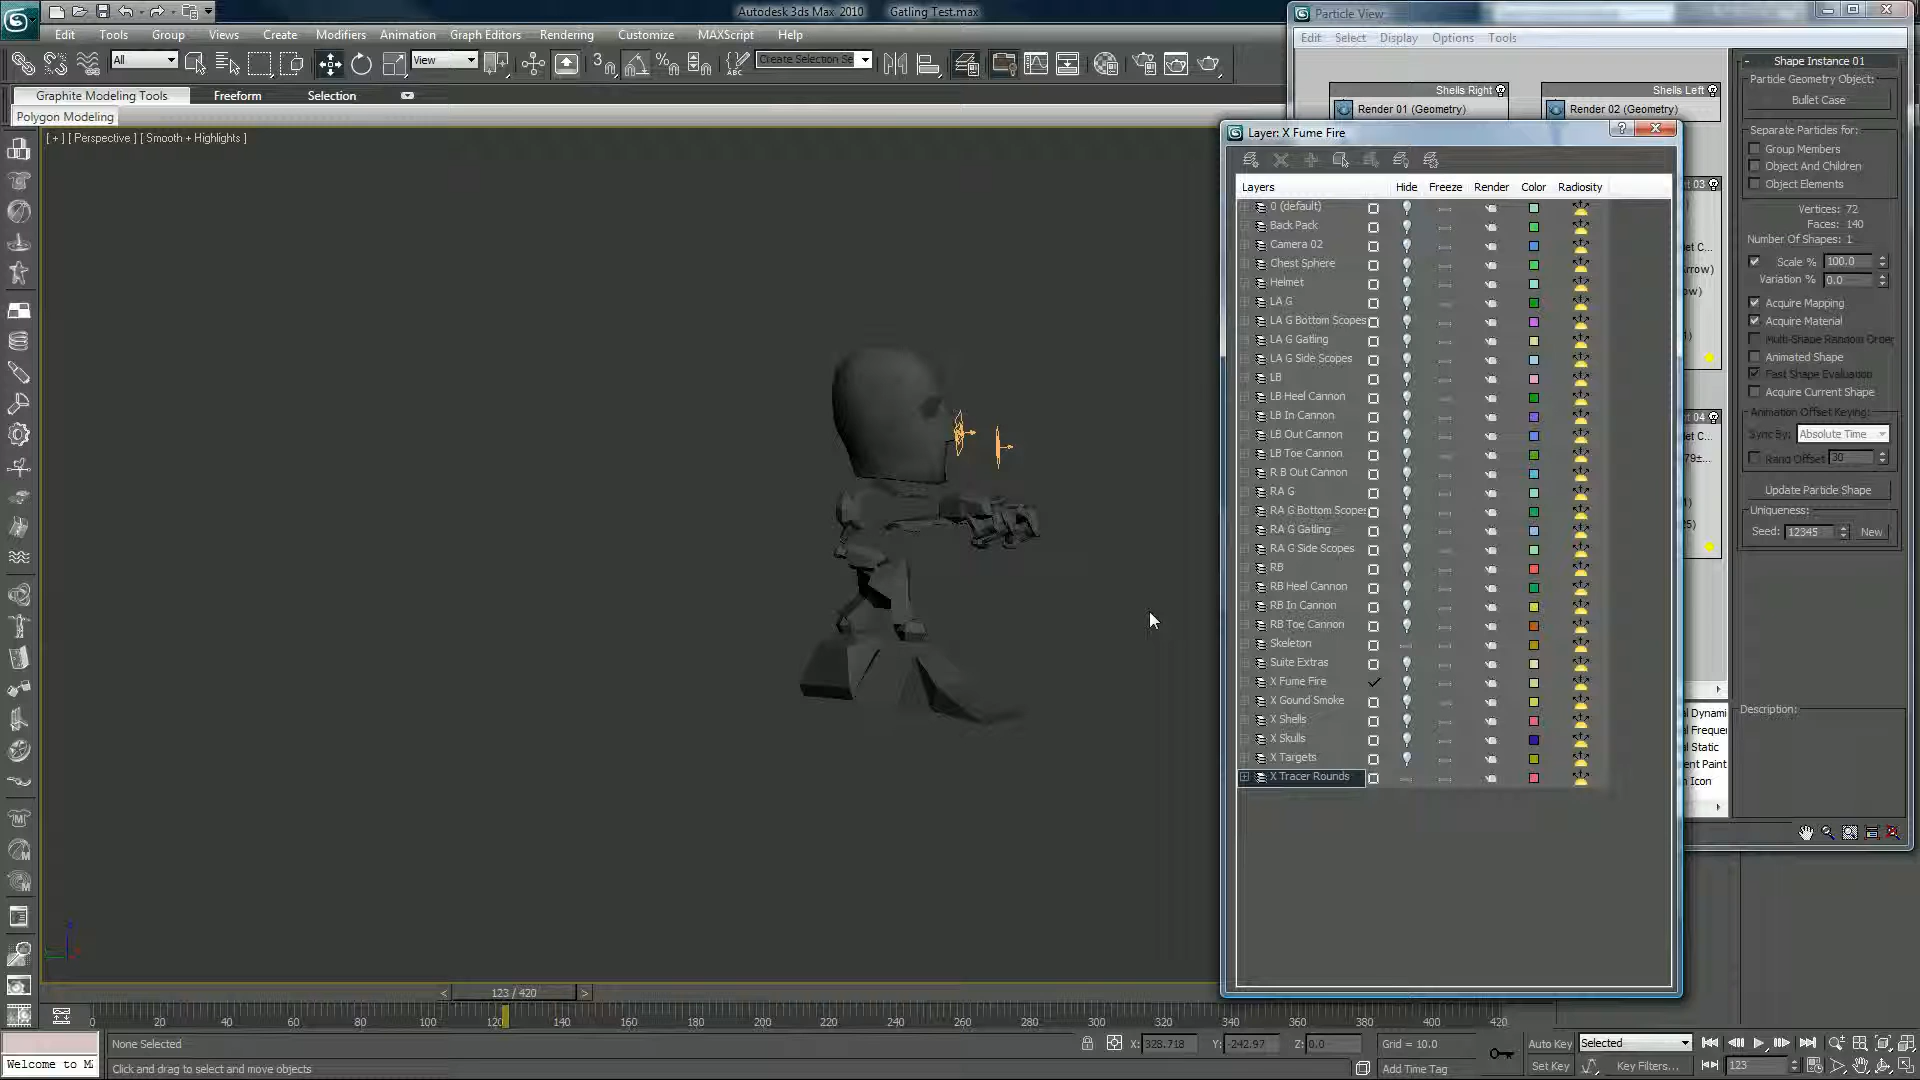 Autodesk 3ds Max 2010 Gatling Test.max
Edit Tools Group Views Create Modifiers Animation Graph Editors Rendering Customize MAXScript Help
All
View
Create Selection Se
Graphite Modeling Tools Freeform Selection
Polygon Modeling
[ + ] [ Perspective ] [ Smooth + Highlights ]
Particle View
Edit Select Display Options Tools
Shells Right
Render 01 (Geometry)
Shells Left
Render 02 (Geometry)
Layer: X Fume Fire
Layers Hide Freeze Render Color Radiosity
0 (default)
Back Pack
Camera 02
Chest Sphere
Helmet
LA G
LA G Bottom Scopes
LA G Gatling
LA G Side Scopes
LB
LB Heel Cannon
LB In Cannon
LB Out Cannon
LB Toe Cannon
R B Out Cannon
RA G
RA G Bottom Scopes
RA G Gatling
RA G Side Scopes
RB
RB Heel Cannon
RB In Cannon
RB Toe Cannon
Skeleton
Suite Extras
X Fume Fire
X Gound Smoke
X Shells
X Skulls
X Targets
X Tracer Rounds
Shape Instance 01
Particle Geometry Object:
Bullet Case
Separate Particles for:
Group Members
Object And Children
Object Elements
Vertices: 72
Faces: 140
Number Of Shapes: 1
Scale % 100.0
Variation % 0.0
Acquire Mapping
Acquire Material
Multi-Shape Random Order
Animated Shape
Fast Shape Evaluation
Acquire Current Shape
Animation Offset Keying:
Sync By: Absolute Time
Rand Offset 30
Update Particle Shape
Uniqueness:
Seed: 12345 New
Description:
123 / 420
0 20 40 60 80 100 120 140 160 180 200 220 240 260 280 300 320 340 360 380 400 420
None Selected
X: 328.718 Y: -242.97 Z: 0.0
Grid = 10.0
Auto Key Selected
Welcome to M
Click and drag to select and move objects
Add Time Tag
Set Key Key Filters... 123